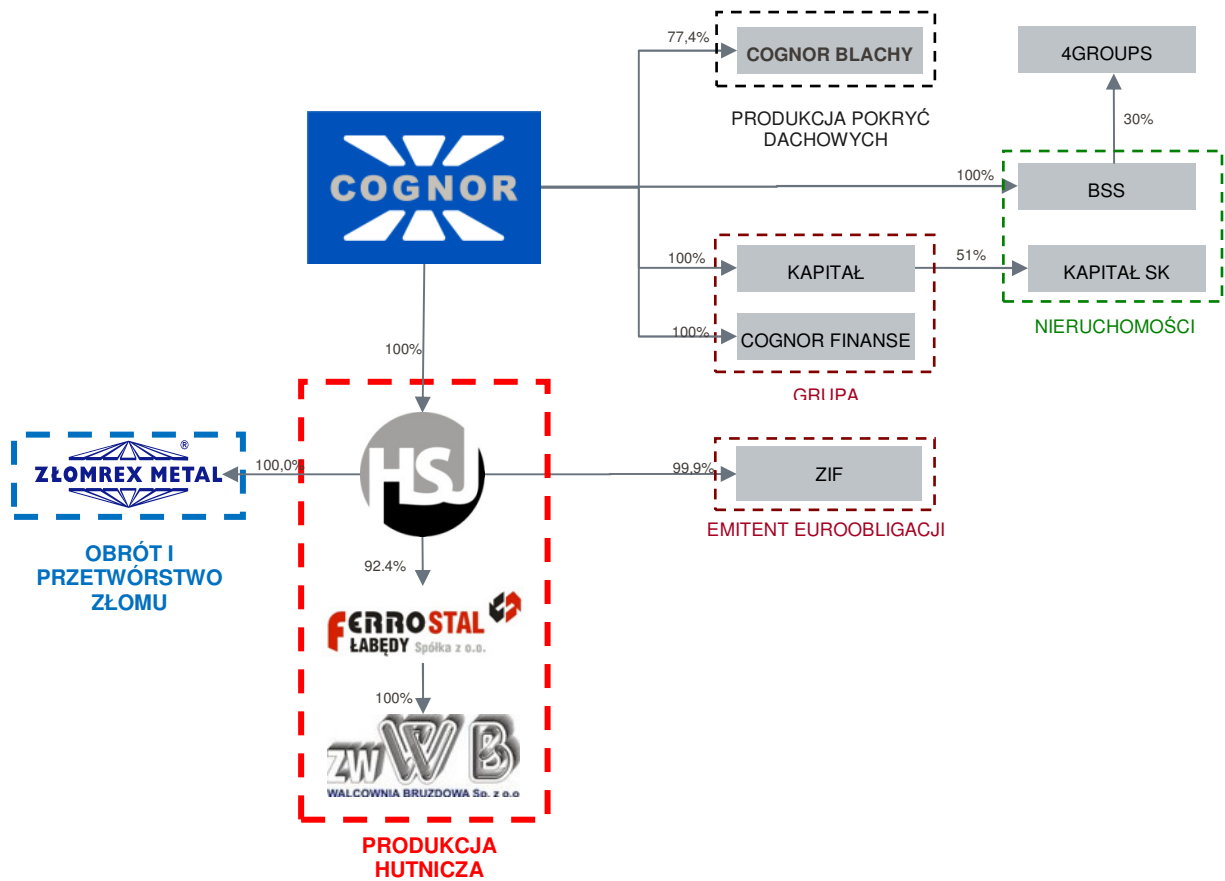 77,4%
COGNOR BLACHY
4GROUPS
PRODUKCJA POKRYĆ
DACHOWYCH
30%
COGNOR
100%
BSS
100%
KAPITAŁ
51%
KAPITAŁ SK
100%
COGNOR FINANSE
NIERUCHOMOŚCI
100%
GRUPA
HSJ
®
ZŁOMREX METAL
100,0%
99,9%
ZIF
EMITENT EUROOBLIGACJI
OBRÓT I
PRZETWÓRSTWO
ZŁOMU
92.4%
FERROSTAL
ŁABĘDY Spółka z o.o.
100%
ZW WB
WALCOWNIA BRUZDOWA Sp. z o.o
PRODUKCJA
HUTNICZA